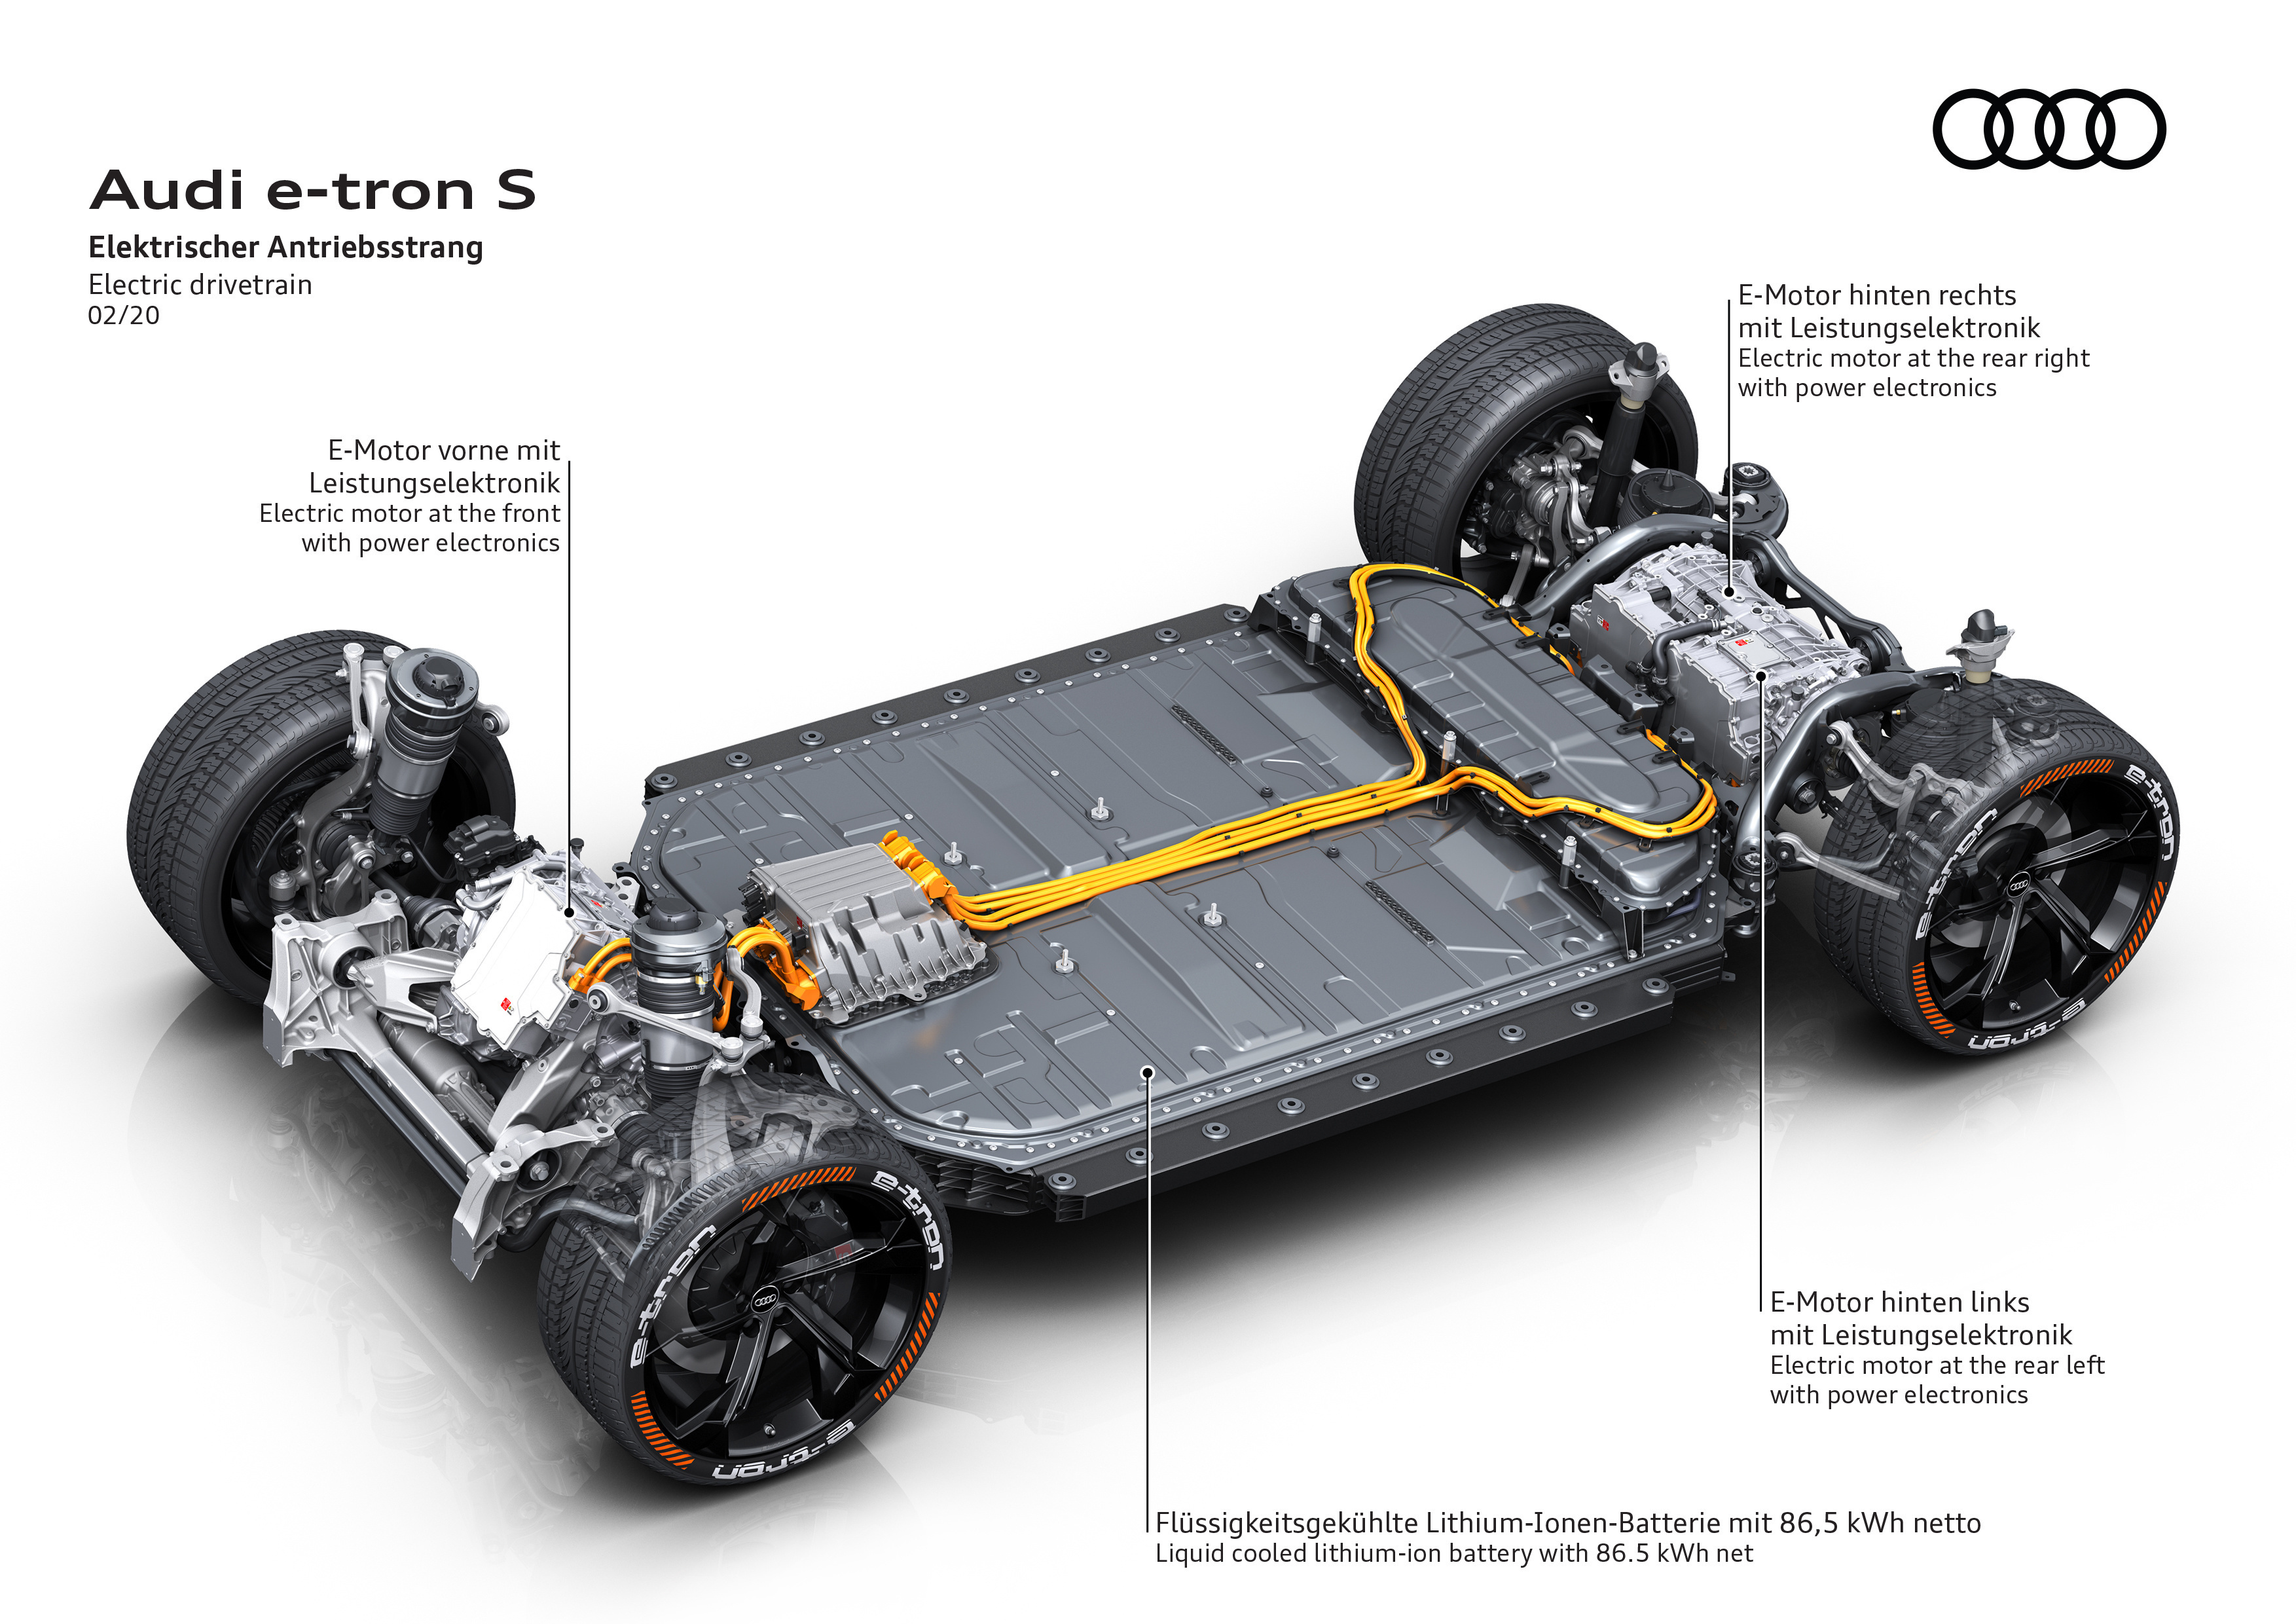 Audi e-tron S
Elektrischer Antriebsstrang
Electric drivetrain
02/20
E-Motor hinten rechts
mit Leistungselektronik
Electric motor at the rear right
with power electronics
E-Motor vorne mit
Leistungselektronik
Electric motor at the front
with power electronics
e-tron
e-tron
e-tron
e-tron
e-tron
e-tron
E-Motor hinten links
mit Leistungselektronik
Electric motor at the rear left
with power electronics
Flüssigkeitsgekühlte Lithium-Ionen-Batterie mit 86,5 kWh netto
Liquid cooled lithium-ion battery with 86.5 kWh net